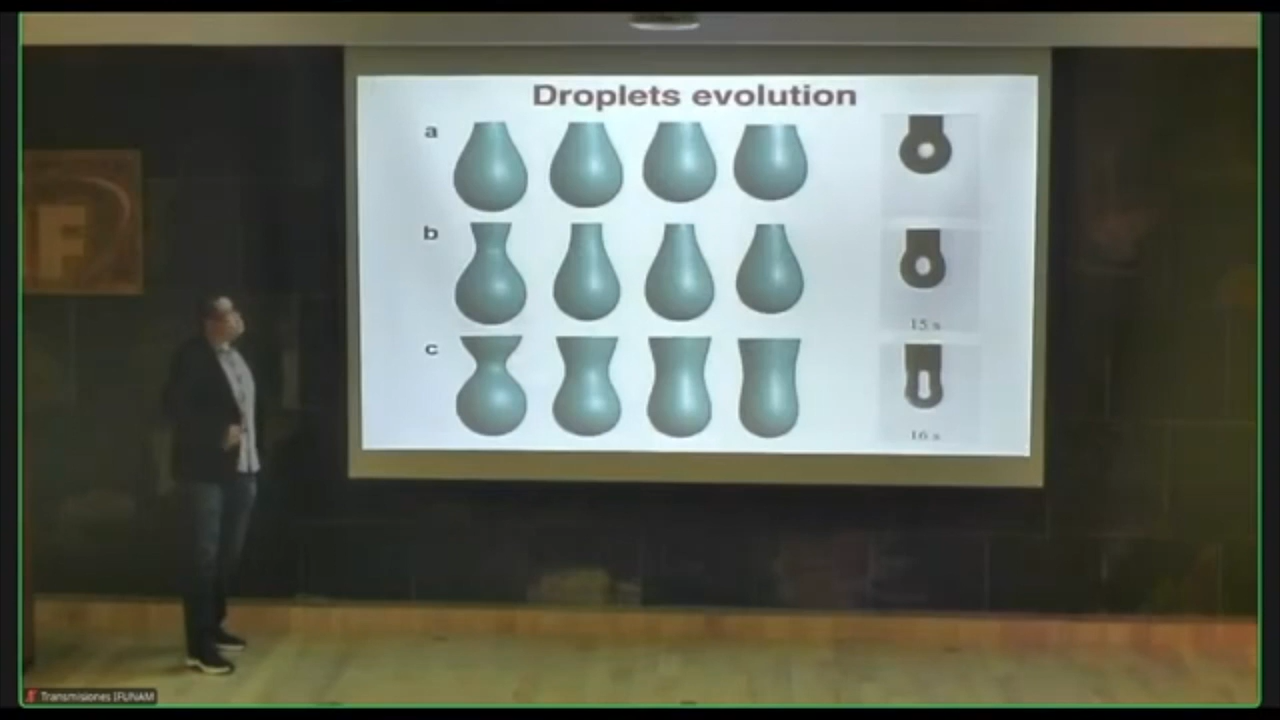 Droplets evolution
a
b
15 s
c
16 s
F
Transmisiones IFUNAM